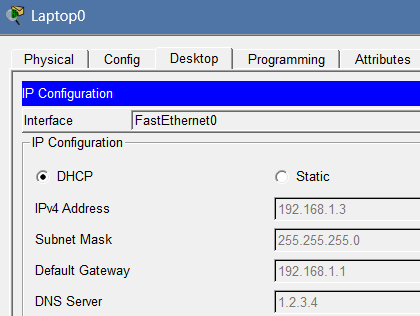 Laptop0
Physical Config Desktop Programming Attributes
IP Configuration
Interface FastEthernet0
IP Configuration
DHCP Static
IPv4 Address 192.168.1.3
Subnet Mask 255.255.255.0
Default Gateway 192.168.1.1
DNS Server 1.2.3.4